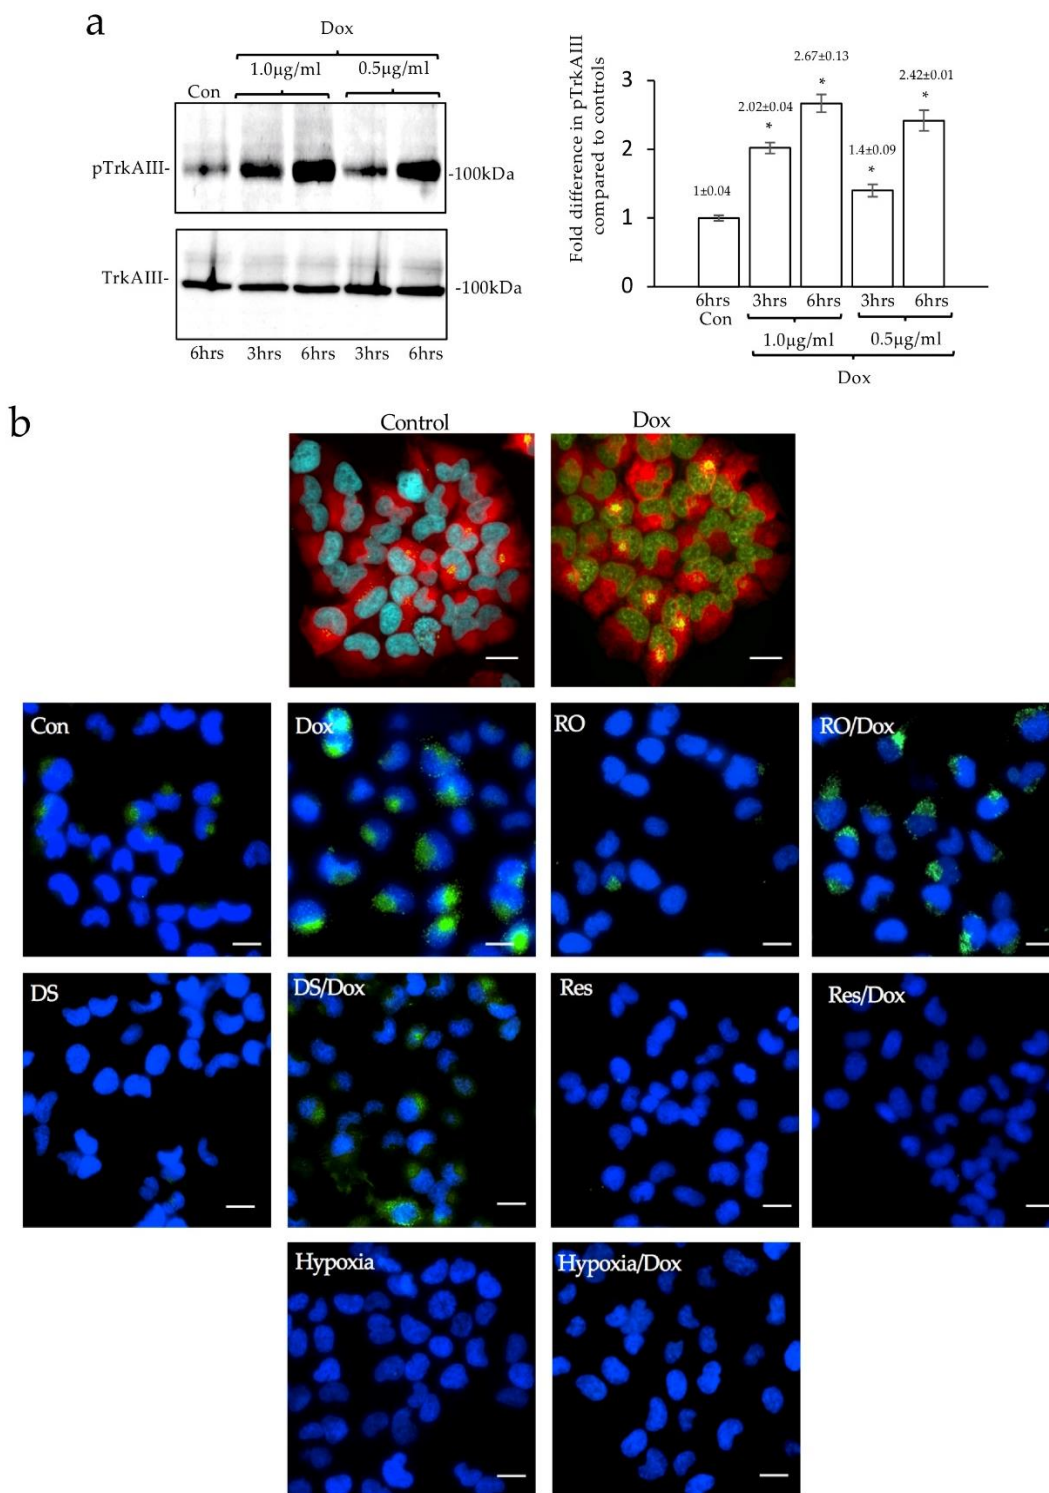 a
Dox
1.0µg/ml 0.5µg/ml
Con
pTrkAIII- -100kDa
TrkAIII- -100kDa
6hrs 3hrs 6hrs 3hrs 6hrs
Fold difference in pTrkAIII
compared to controls
3
2
1
0
1±0.04
2.02±0.04
*
2.67±0.13
*
1.4±0.09
*
2.42±0.01
*
6hrs 3hrs 6hrs 3hrs 6hrs
Con
1.0µg/ml 0.5µg/ml
Dox
b
Control Dox
Con Dox RO RO/Dox
DS DS/Dox Res Res/Dox
Hypoxia Hypoxia/Dox